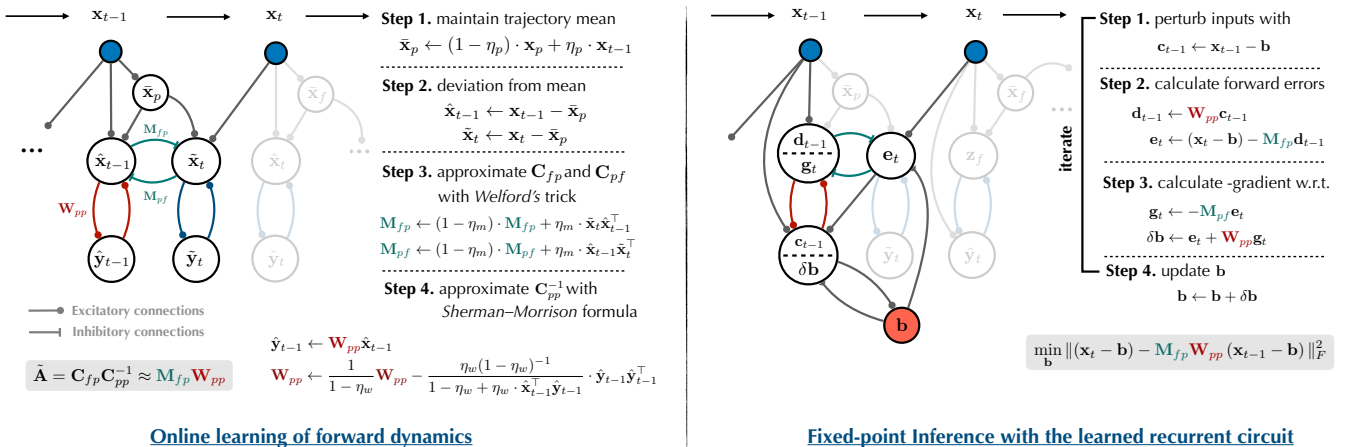 x_{t−1}
x_t
x̄_p
x̄_f
...
x̂_{t−1}
M_{fp}
x̃_t
x̂_t
M_{pf}
W_{pp}
ŷ_{t−1}
ỹ_t
ŷ_t
Excitatory connections
Inhibitory connections
Ã = C_{fp}C_{pp}^{−1} ≈ M_{fp}W_{pp}
Step 1. maintain trajectory mean
x̄_p ← (1 − η_p) · x_p + η_p · x_{t−1}
Step 2. deviation from mean
x̂_{t−1} ← x_{t−1} − x̄_p
x̃_t ← x_t − x̄_p
Step 3. approximate C_{fp} and C_{pf}
with Welford's trick
M_{fp} ← (1 − η_m) · M_{fp} + η_m · x̃_t x̂_{t−1}^⊤
M_{pf} ← (1 − η_m) · M_{pf} + η_m · x̂_{t−1} x̃_t^⊤
Step 4. approximate C_{pp}^{−1} with
Sherman–Morrison formula
ŷ_{t−1} ← W_{pp}x̂_{t−1}
W_{pp} ← \frac{1}{1 − η_w} W_{pp} − \frac{η_w(1 − η_w)^{−1}}{1 − η_w + η_w · x̂_{t−1}^⊤ ŷ_{t−1}} · ŷ_{t−1} ŷ_{t−1}^⊤
Online learning of forward dynamics
x_{t−1}
x_t
x̄_p
x̄_f
...
d_{t−1}
g_t
e_t
z_f
c_{t−1}
δb
ỹ_t
ŷ_t
b
iterate
Step 1. perturb inputs with
c_{t−1} ← x_{t−1} − b
Step 2. calculate forward errors
d_{t−1} ← W_{pp}c_{t−1}
e_t ← (x_t − b) − M_{fp}d_{t−1}
Step 3. calculate -gradient w.r.t.
g_t ← −M_{pf}e_t
δb ← e_t + W_{pp}g_t
Step 4. update b
b ← b + δb
\min_b ‖(x_t − b) − M_{fp}W_{pp} (x_{t−1} − b)‖_F^2
Fixed-point Inference with the learned recurrent circuit